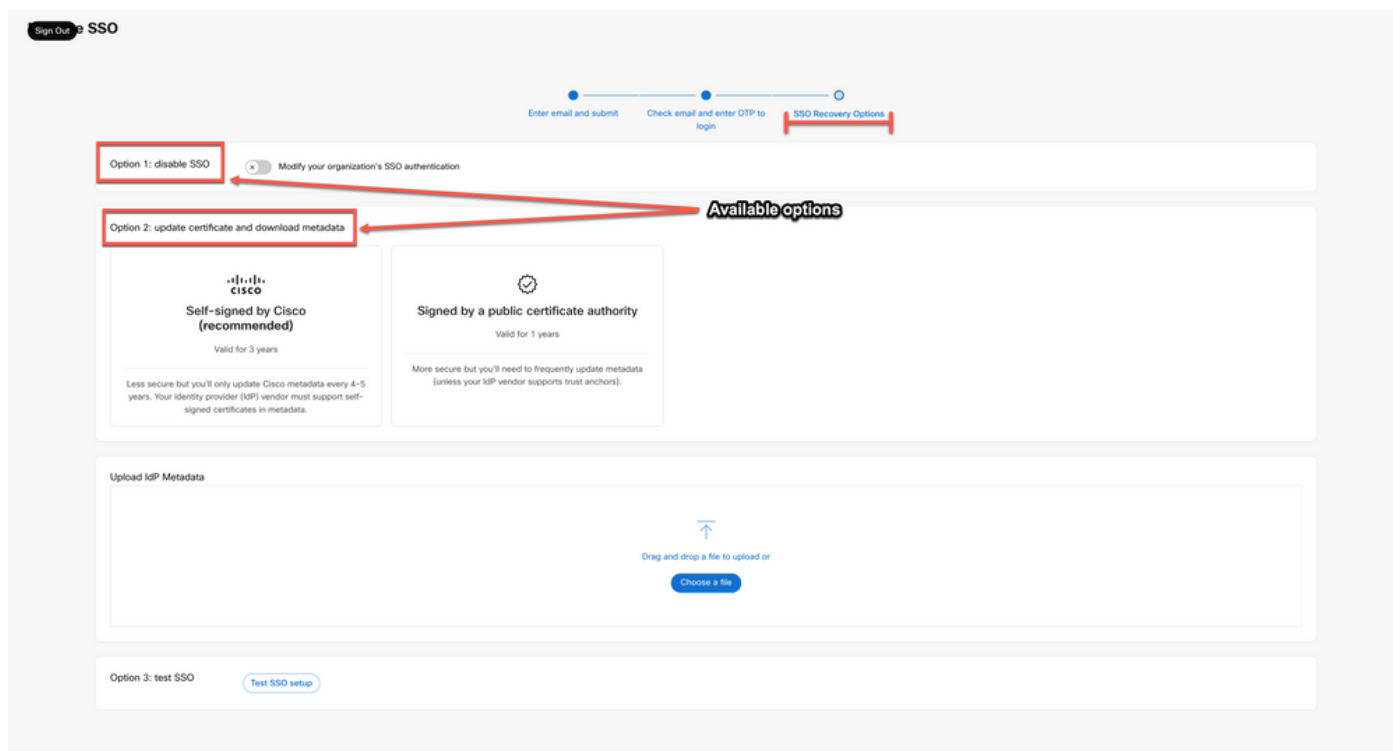 Sign Out
e SSO
Enter email and submit
Check email and enter OTP to
login
SSO Recovery Options
Option 1: disable SSO
Modify your organization's SSO authentication
Available options
Option 2: update certificate and download metadata
CISCO
Self-signed by Cisco
(recommended)
Valid for 3 years
Less secure but you'll only update Cisco metadata every 4-5
years. Your identity provider (IdP) vendor must support self-
signed certificates in metadata.
Signed by a public certificate authority
Valid for 1 years
More secure but you'll need to frequently update metadata
(unless your IdP vendor supports trust anchors).
Upload IdP Metadata
Drag and drop a file to upload or
Choose a file
Option 3: test SSO
Test SSO setup